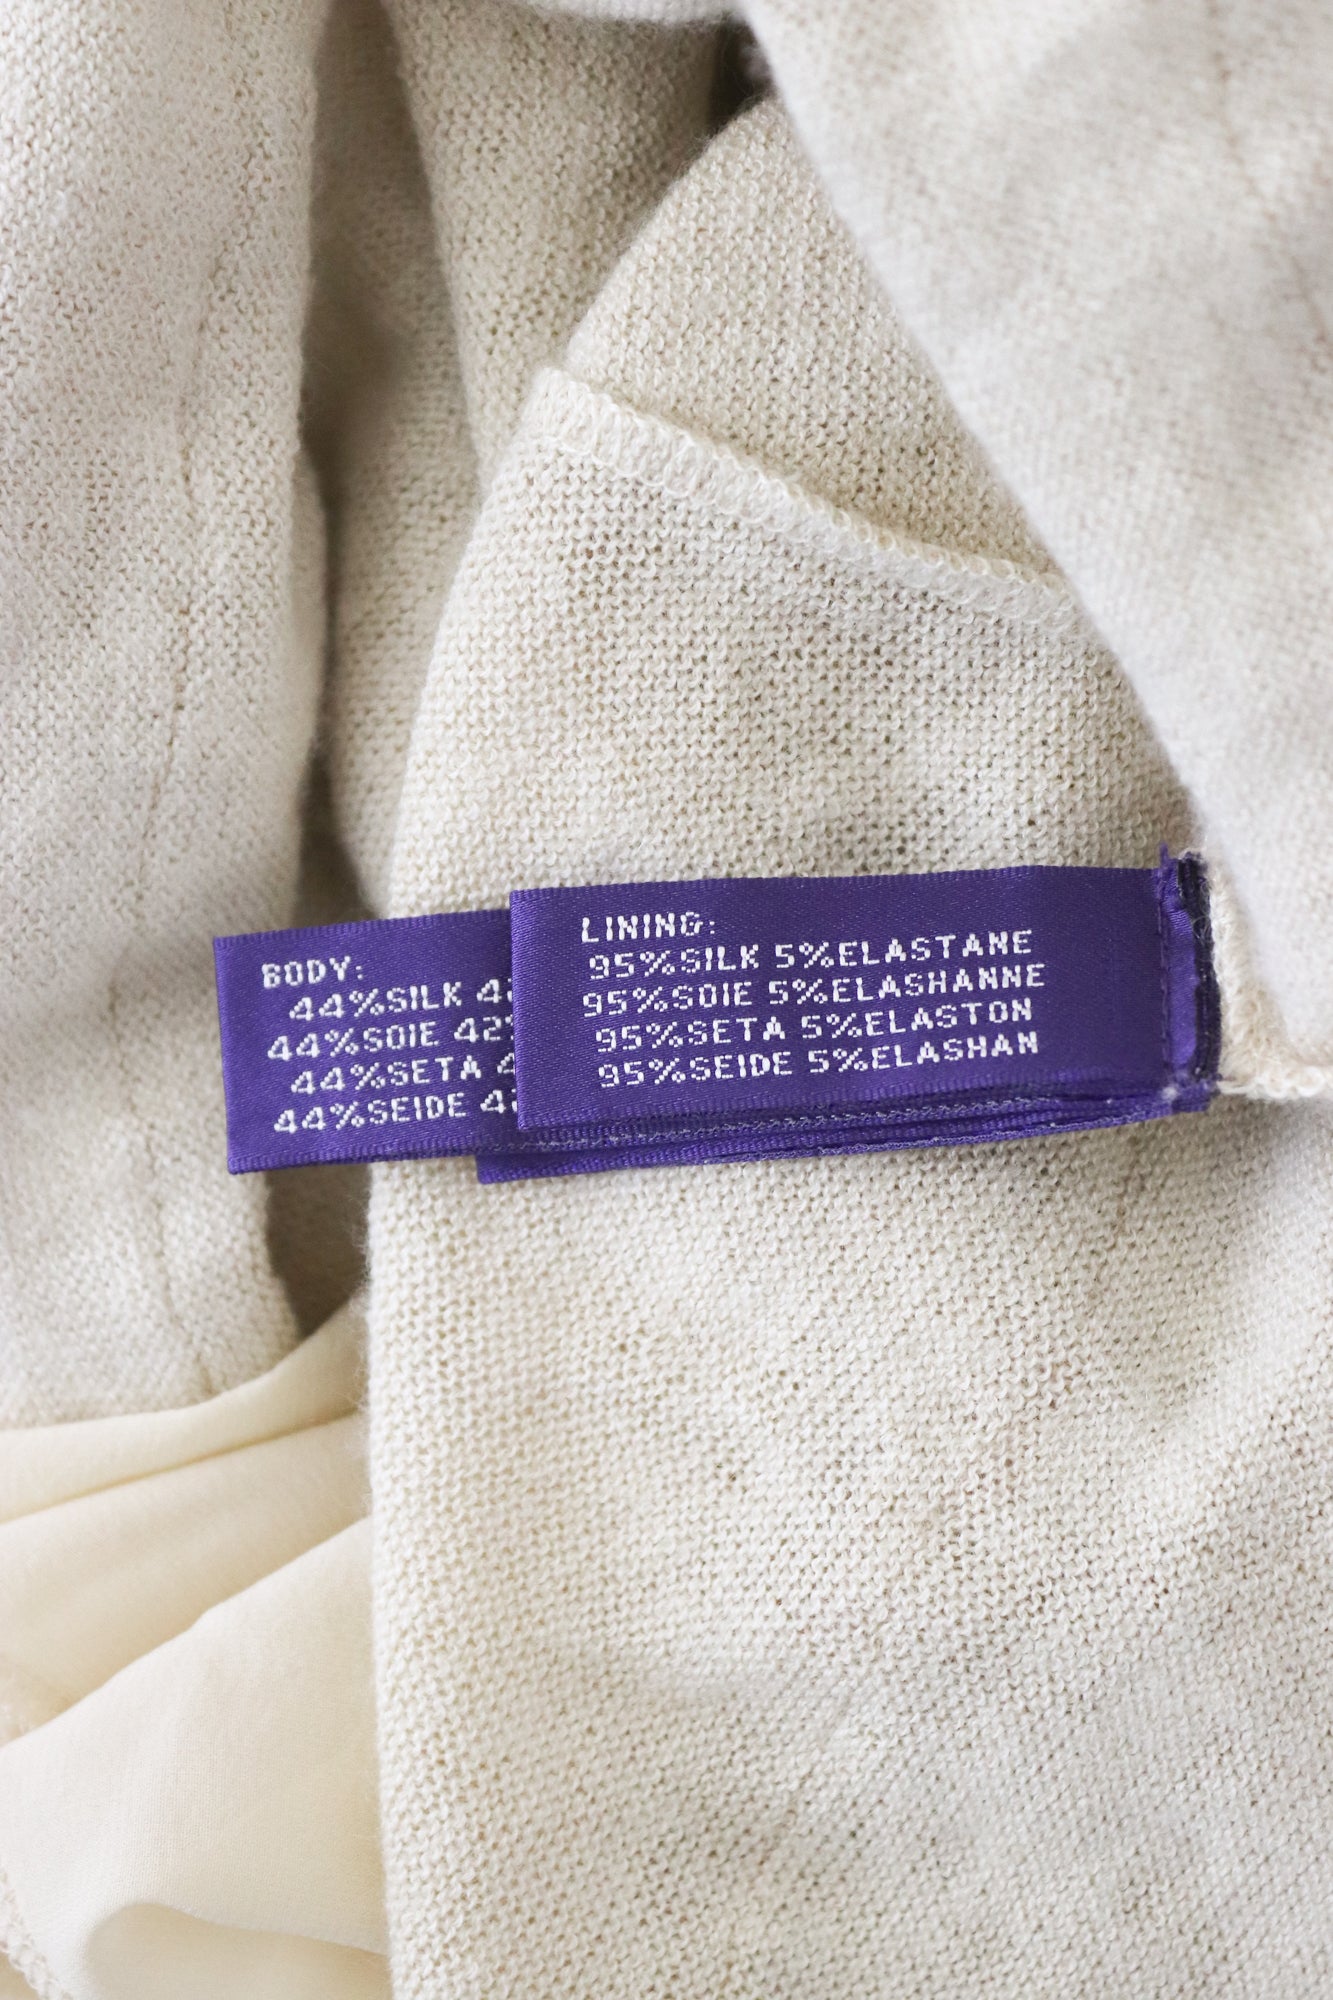 BODY:
44%SILK
44%SOIE 42%
44%SETA
44%SEIDE
LINING:
95%SILK 5%ELASTANE
95%SOIE 5%ELASHANNE
95%SETA 5%ELASTON
95%SEIDE 5%ELASHAN